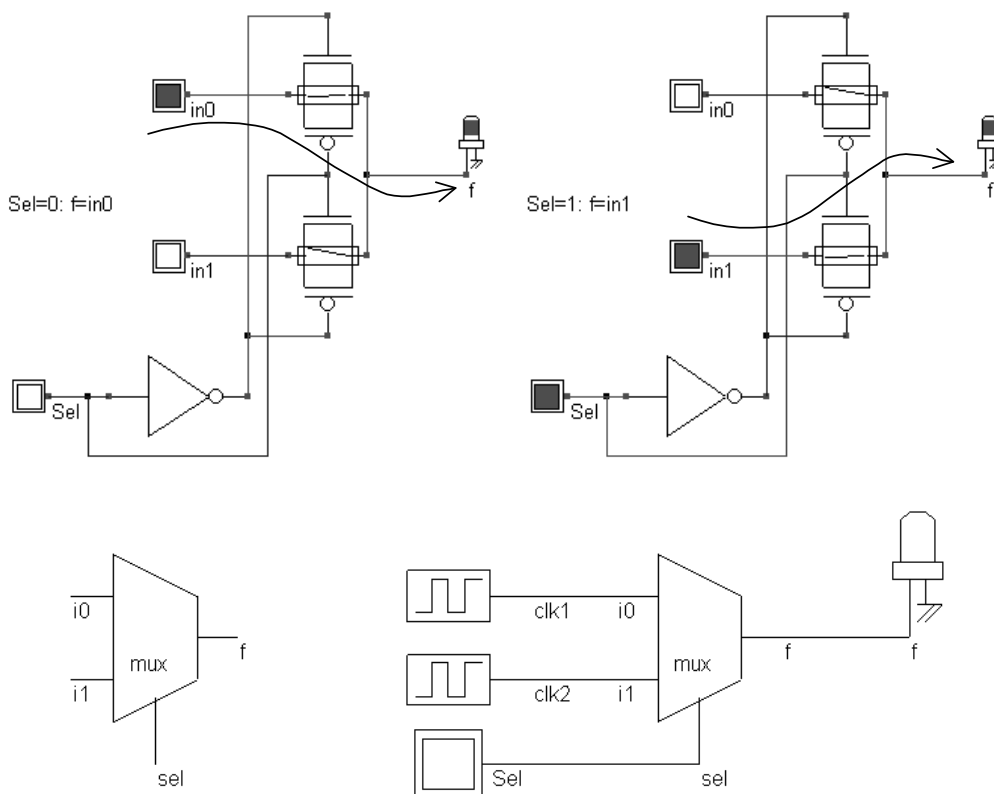 in0
in0
f
f
Sel=0: f=in0
Sel=1: f=in1
in1
in1
Sel
Sel
i0
clk1
i0
mux
f
mux
f
f
i1
clk2
i1
sel
Sel
sel